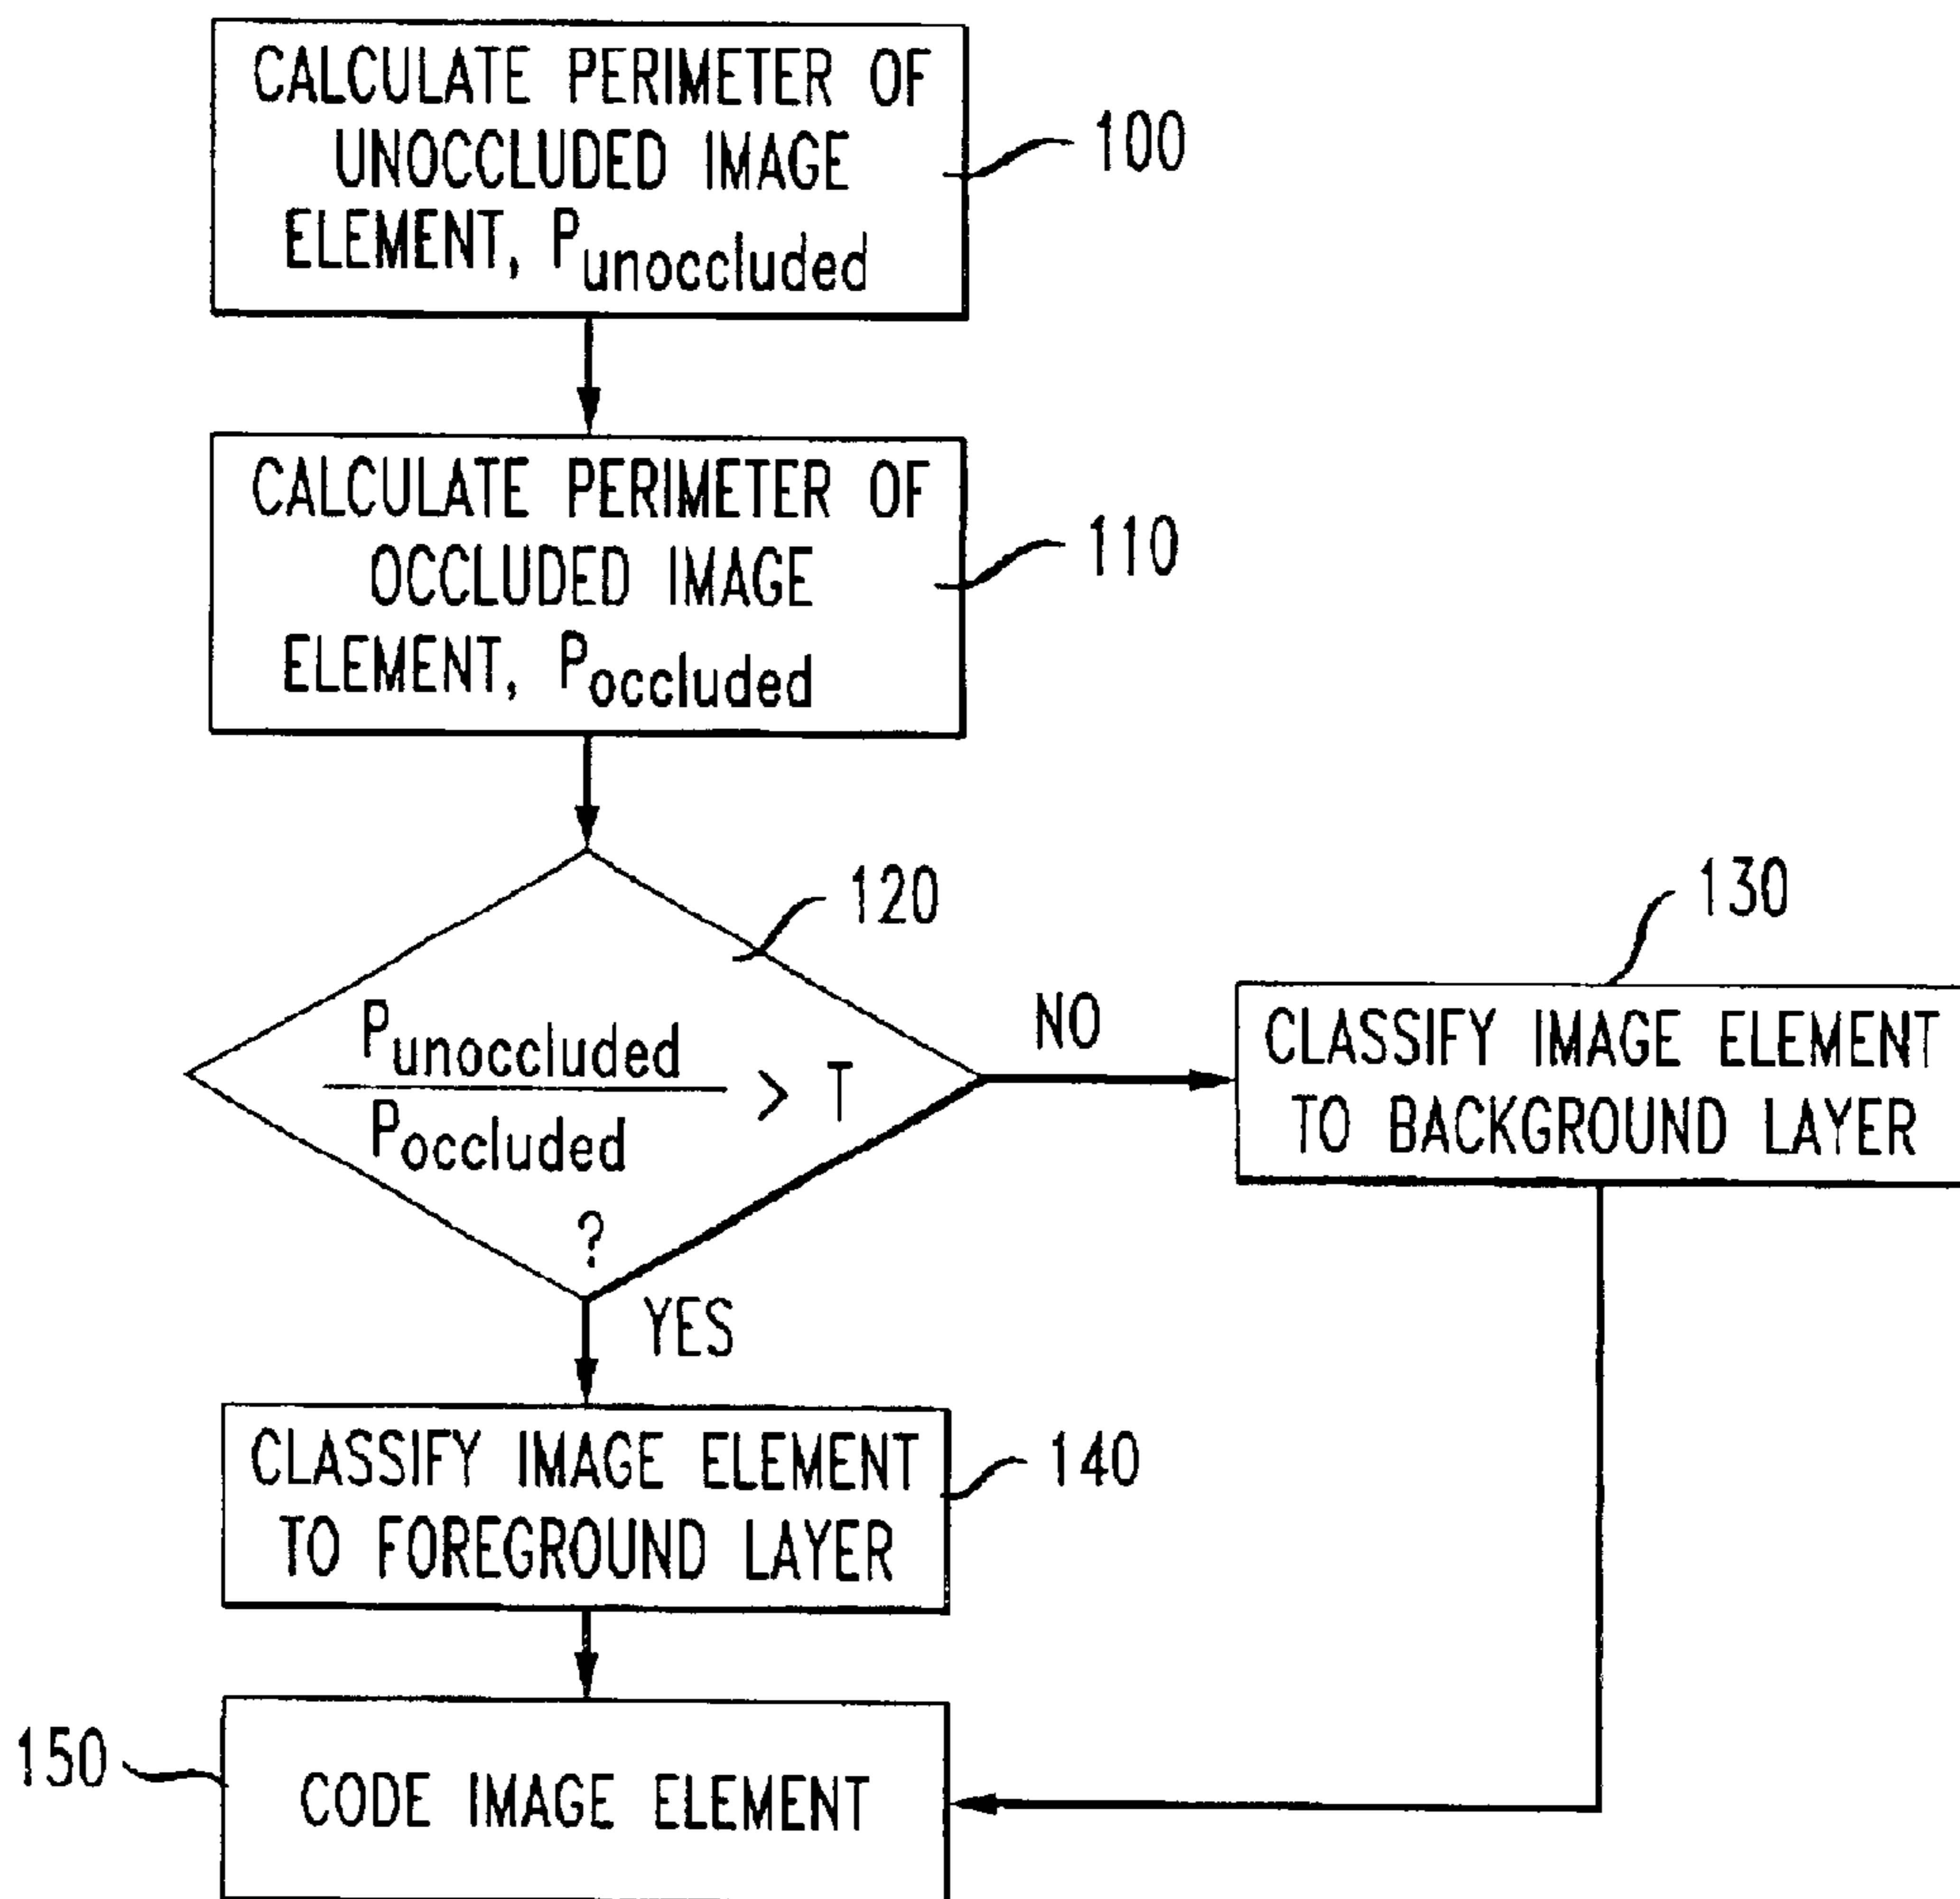 CALCULATE PERIMETER OF
UNOCCLUDED IMAGE
ELEMENT, Punoccluded
100
CALCULATE PERIMETER OF
OCCLUDED IMAGE
ELEMENT, Poccluded
110
120
Punoccluded
Poccluded
> T
?
NO
YES
130
CLASSIFY IMAGE ELEMENT
TO BACKGROUND LAYER
CLASSIFY IMAGE ELEMENT
TO FOREGROUND LAYER
140
150
CODE IMAGE ELEMENT